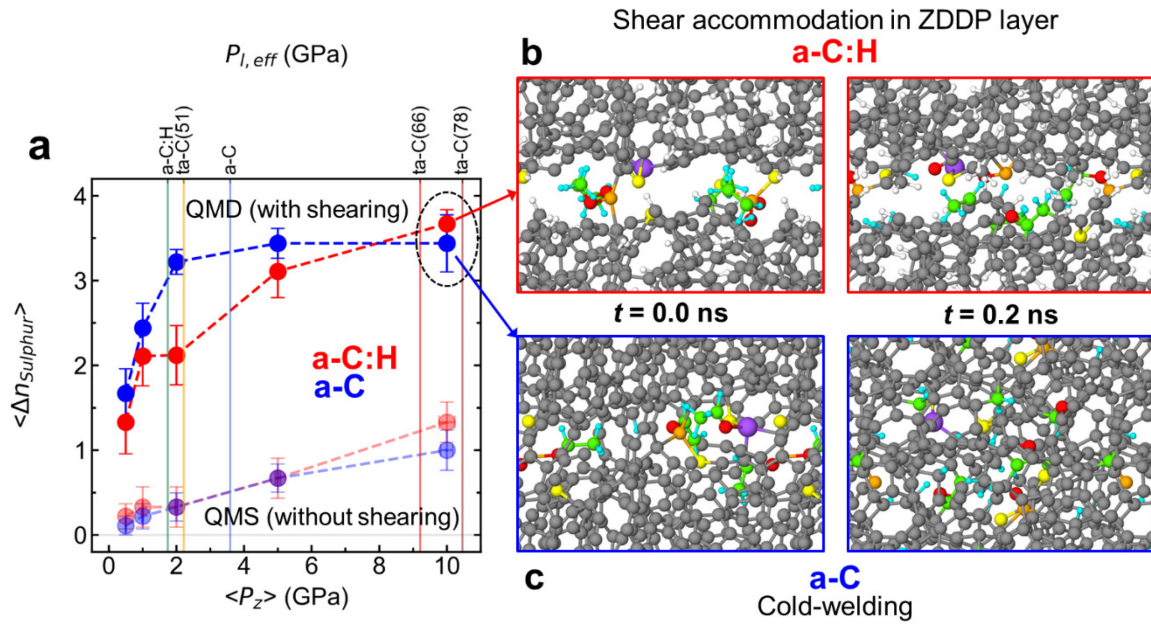 Shear accommodation in ZDDP layer
b
a-C:H
P_{l, eff} (GPa)
a
a-C:H
ta-C(51)
a-C
ta-C(66)
ta-C(78)
4
3
2
1
0
<Δn_{Sulphur}>
QMD (with shearing)
a-C:H
a-C
QMS (without shearing)
0 2 4 6 8 10
<P_z> (GPa)
t = 0.0 ns
t = 0.2 ns
c
a-C
Cold-welding